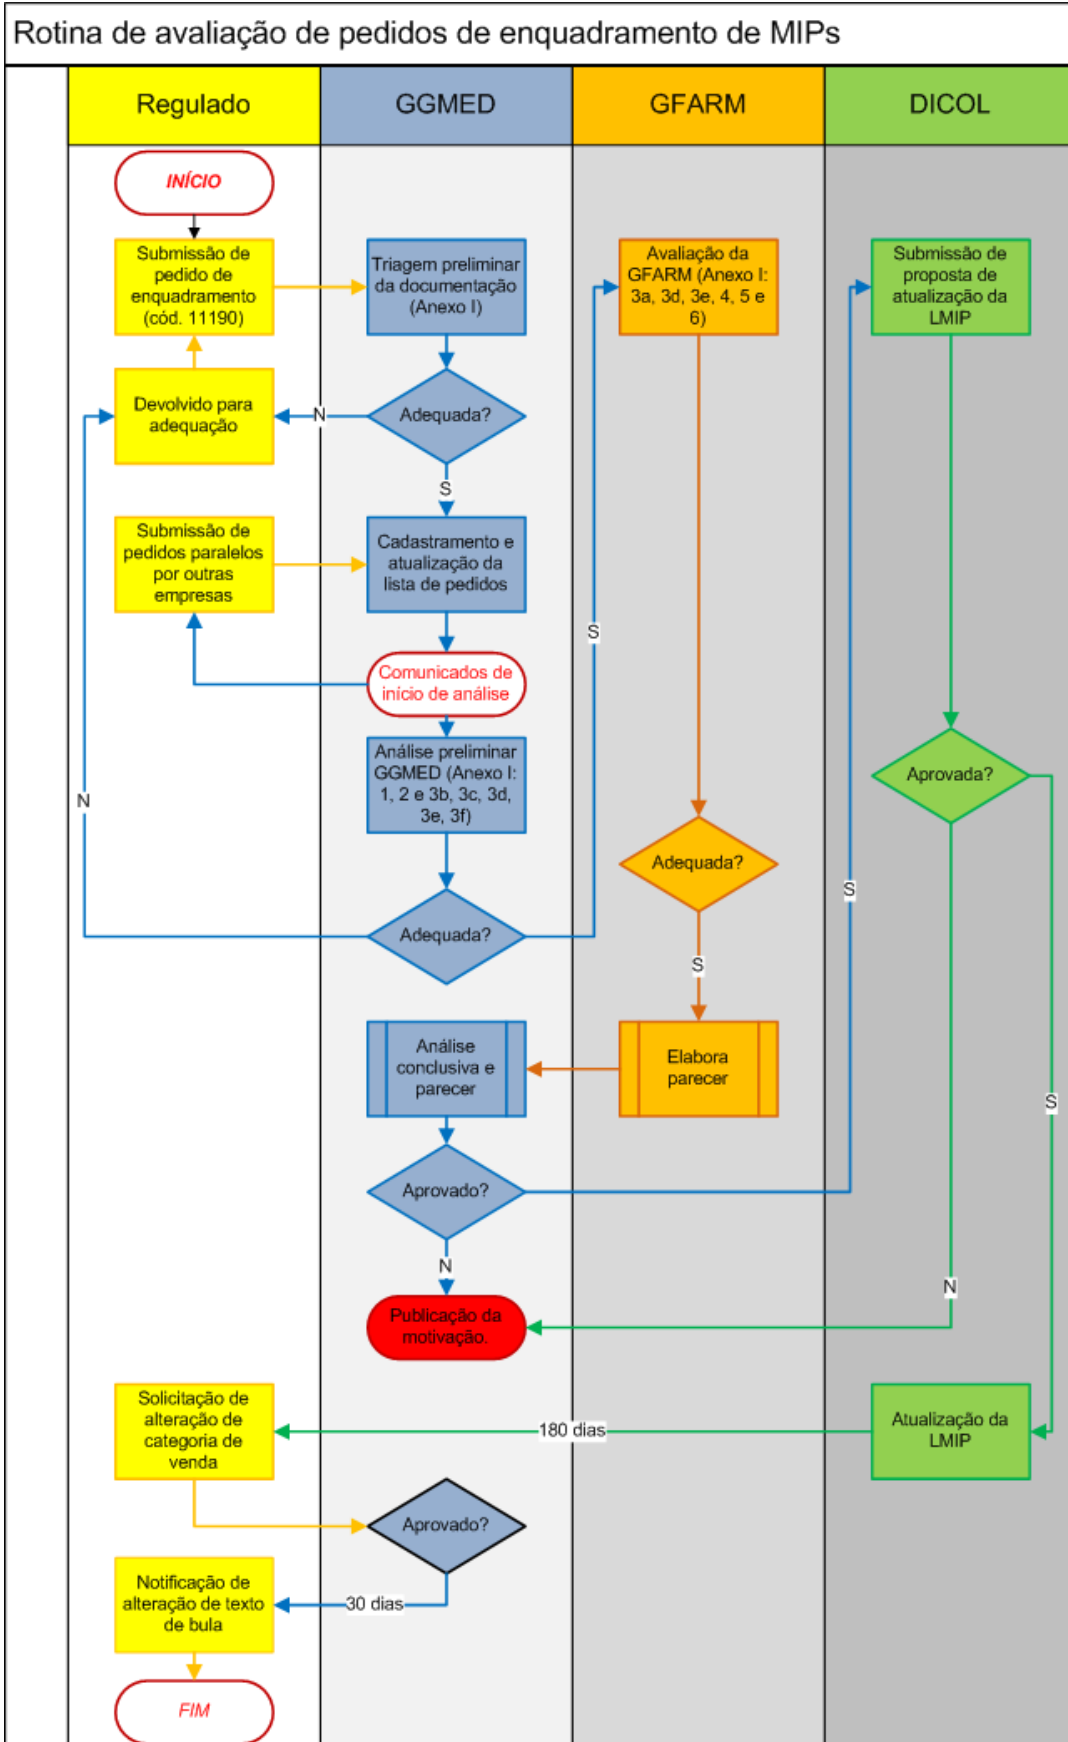 Rotina de avaliação de pedidos de enquadramento de MIPs
Regulado
GGMED
GFARM
DICOL
INÍCIO
Submissão de
pedido de
enquadramento
(cód. 11190)
Triagem preliminar
da documentação
(Anexo I)
Avaliação da
GFARM (Anexo I:
3a, 3d, 3e, 4, 5 e
6)
Submissão de
proposta de
atualização da
LMIP
Devolvido para
adequação
N
Adequada?
S
Submissão de
pedidos paralelos
por outras
empresas
Cadastramento e
atualização da
lista de pedidos
S
Comunicados de
início de análise
Análise preliminar
GGMED (Anexo I:
1, 2 e 3b, 3c, 3d,
3e, 3f)
N
Aprovada?
Adequada?
S
Adequada?
S
Análise
conclusiva e
parecer
Elabora
parecer
S
Aprovado?
N
N
Publicação da
motivação.
Solicitação de
alteração de
categoria de
venda
180 dias
Atualização da
LMIP
Aprovado?
Notificação de
alteração de texto
de bula
30 dias
FIM